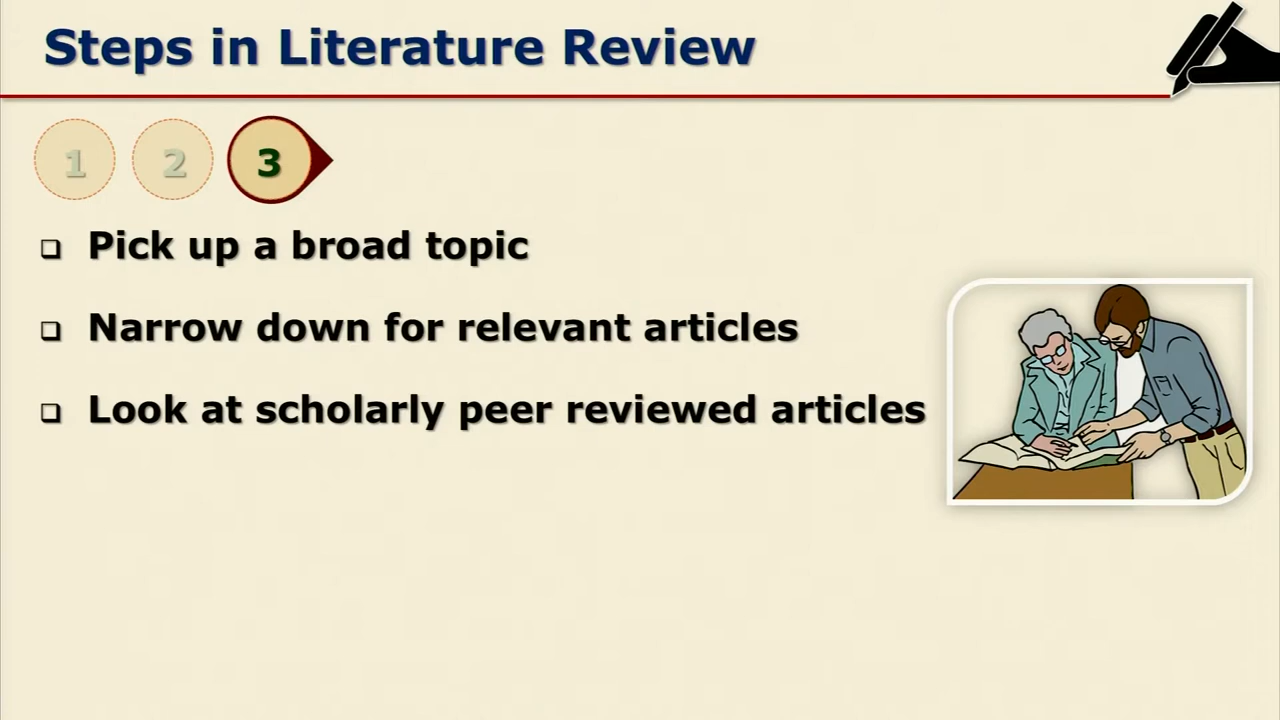 Steps in Literature Review
1 2 3
Pick up a broad topic
Narrow down for relevant articles
Look at scholarly peer reviewed articles